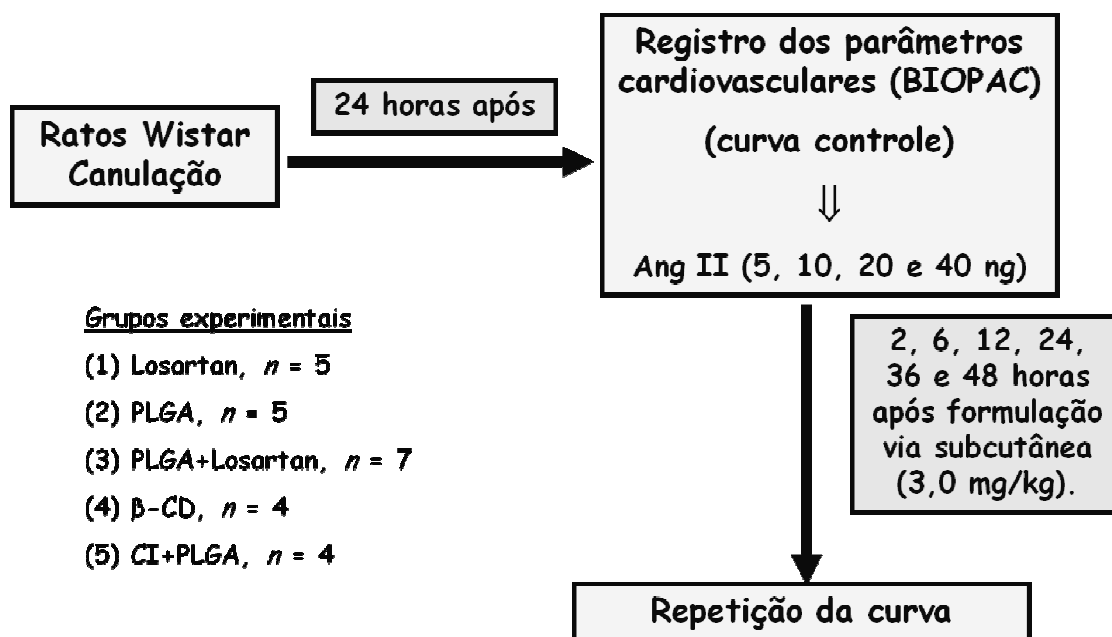 Ratos Wistar
Canulação
24 horas após
Registro dos parâmetros
cardiovasculares (BIOPAC)
(curva controle)
⇓
Ang II (5, 10, 20 e 40 ng)
Grupos experimentais
(1) Losartan, n = 5
(2) PLGA, n = 5
(3) PLGA+Losartan, n = 7
(4) β-CD, n = 4
(5) CI+PLGA, n = 4
2, 6, 12, 24,
36 e 48 horas
após formulação
via subcutânea
(3,0 mg/kg).
Repetição da curva